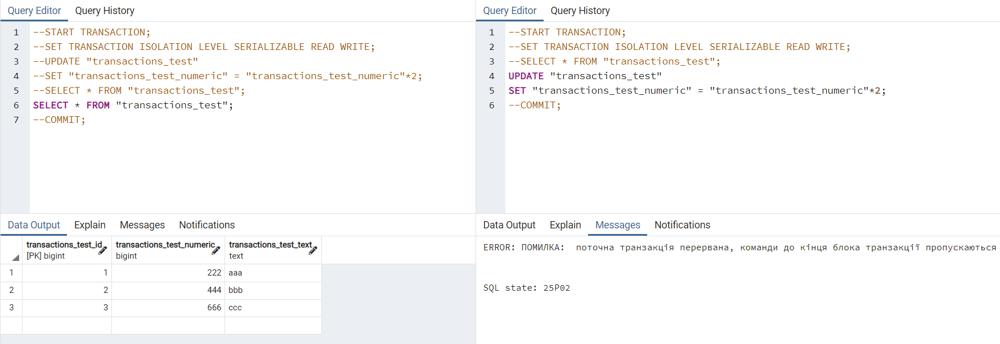 Query Editor Query History
1 --START TRANSACTION;
2 --SET TRANSACTION ISOLATION LEVEL SERIALIZABLE READ WRITE;
3 --UPDATE "transactions_test"
4 --SET "transactions_test_numeric" = "transactions_test_numeric"*2;
5 --SELECT * FROM "transactions_test";
6 SELECT * FROM "transactions_test";
7 --COMMIT;
Data Output Explain Messages Notifications
transactions_test_id.. transactions_test_numeric.. transactions_test_text..
[PK] bigint bigint text
1 1 222 aaa
2 2 444 bbb
3 3 666 ccc
Query Editor Query History
1 --START TRANSACTION;
2 --SET TRANSACTION ISOLATION LEVEL SERIALIZABLE READ WRITE;
3 --SELECT * FROM "transactions_test";
4 UPDATE "transactions_test"
5 SET "transactions_test_numeric" = "transactions_test_numeric"*2;
6 --COMMIT;
Data Output Explain Messages Notifications
ERROR: ПОМИЛКА: поточна транзакція перервана, команди до кінця блока транзакції пропускаються
SQL state: 25P02